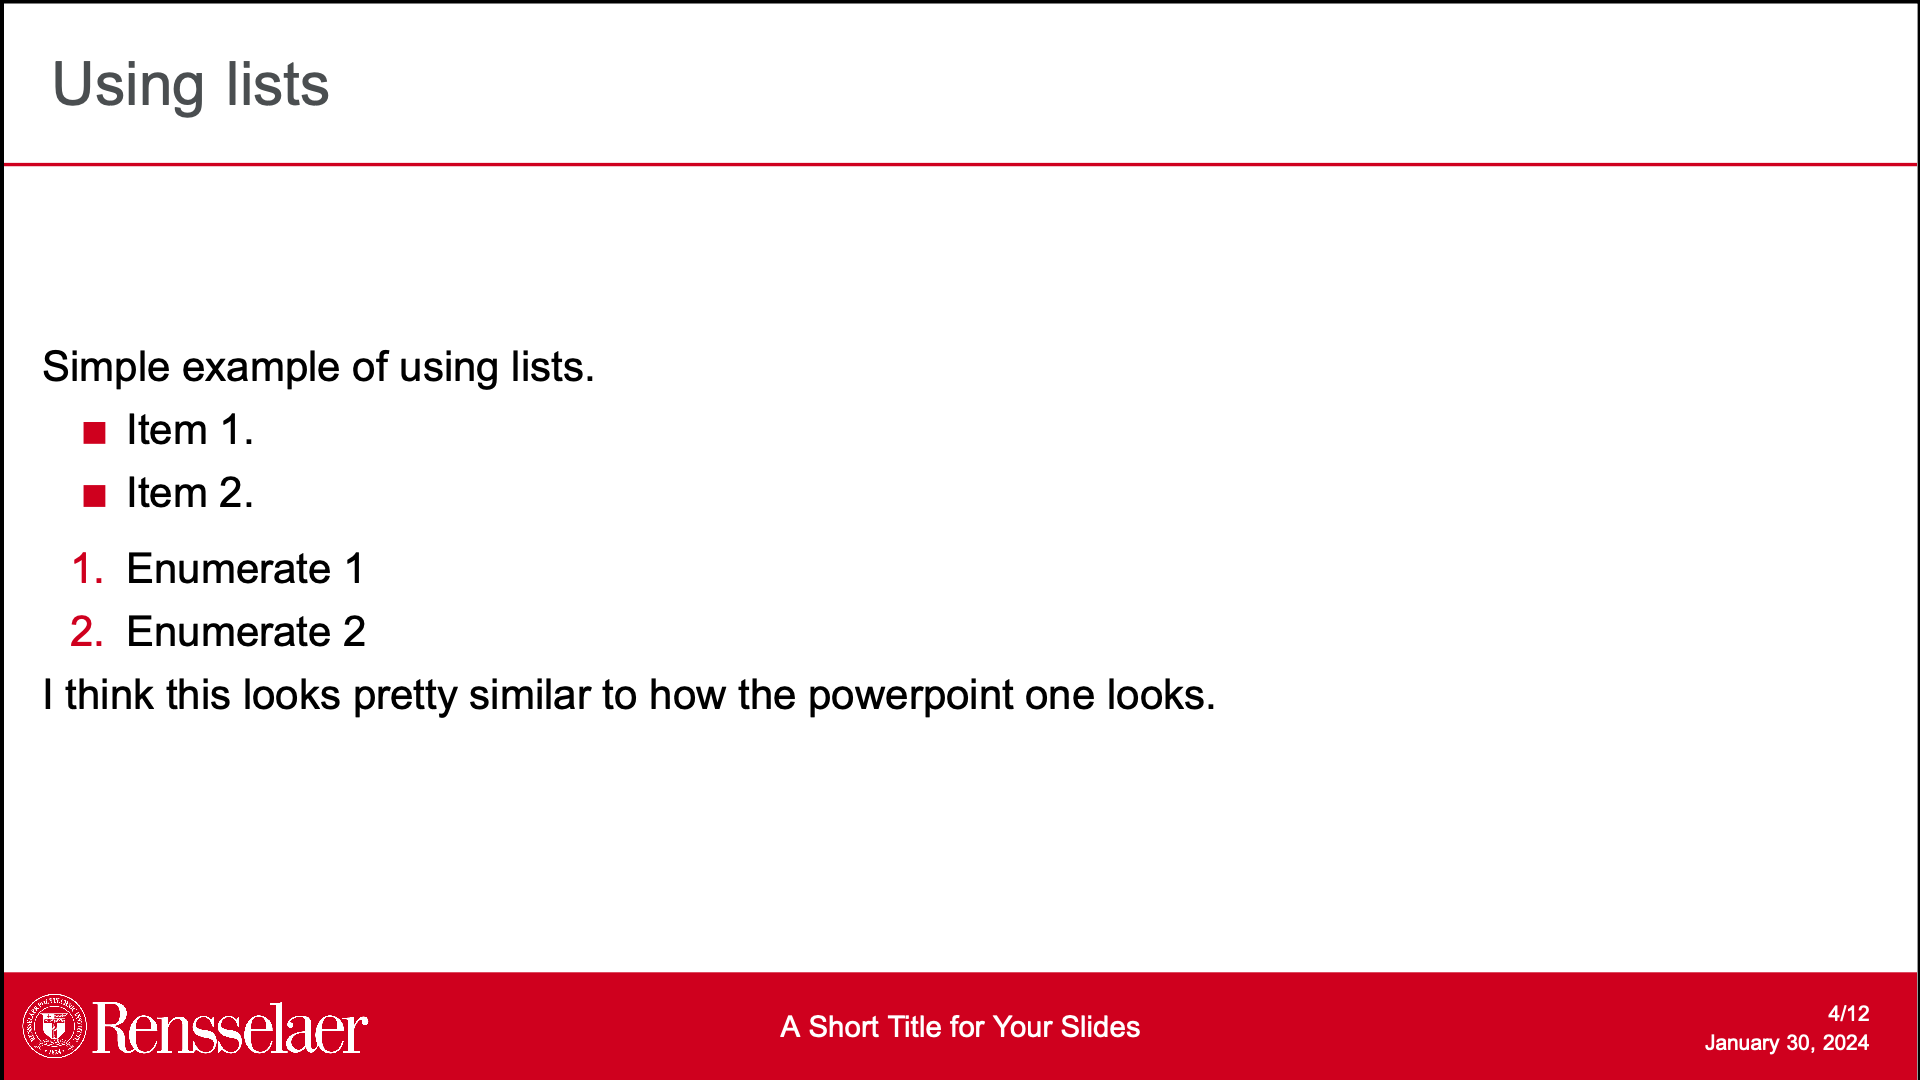 Using lists
Simple example of using lists.
Item 1.
Item 2.
1. Enumerate 1
2. Enumerate 2
I think this looks pretty similar to how the powerpoint one looks.
Rensselaer
A Short Title for Your Slides
4/12
January 30, 2024